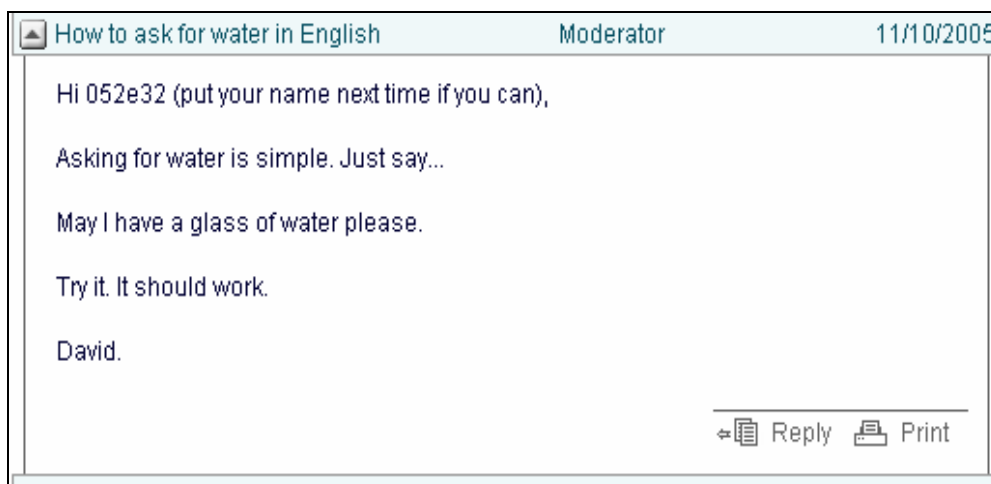 How to ask for water in English Moderator 11/10/2005
Hi 052e32 (put your name next time if you can),
Asking for water is simple. Just say...
May I have a glass of water please.
Try it. It should work.
David.
Reply Print